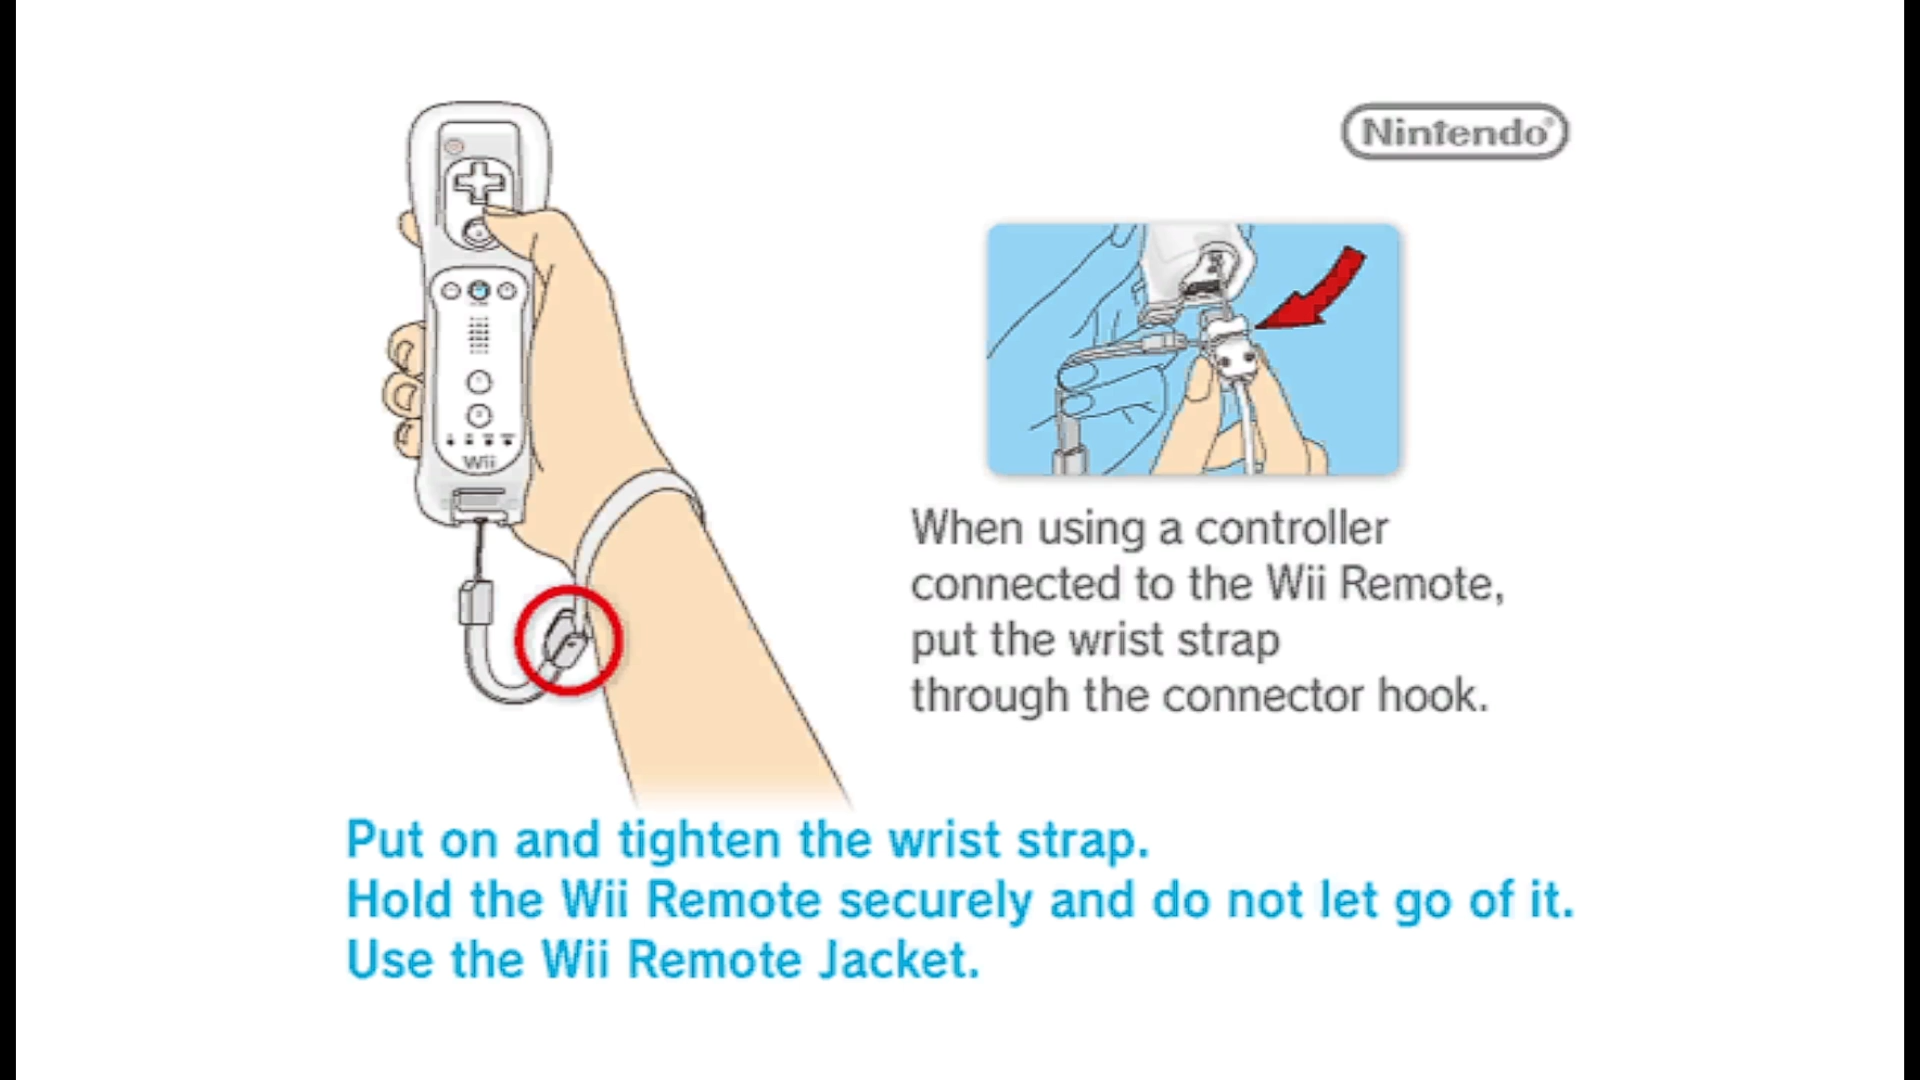 Nintendo®
Wii
When using a controller
connected to the Wii Remote,
put the wrist strap
through the connector hook.
Put on and tighten the wrist strap.
Hold the Wii Remote securely and do not let go of it.
Use the Wii Remote Jacket.